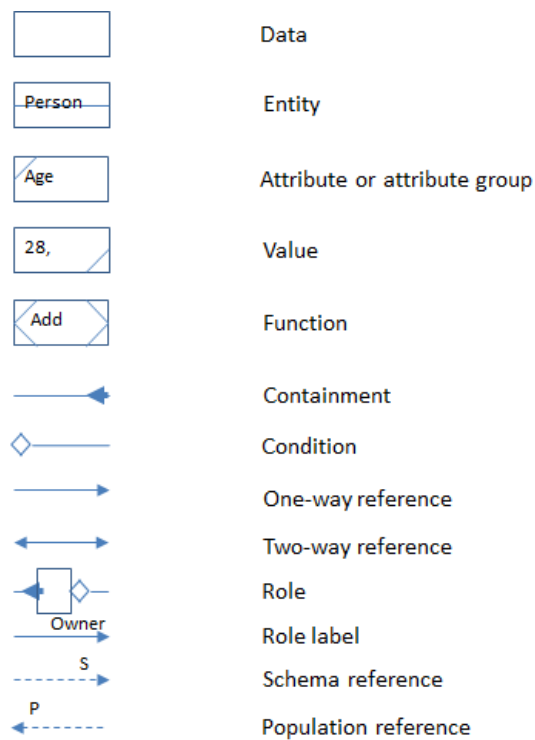 Data
Person Entity
Age Attribute or attribute group
28, Value
Add Function
Containment
Condition
One-way reference
Two-way reference
Role
Owner Role label
S Schema reference
P Population reference